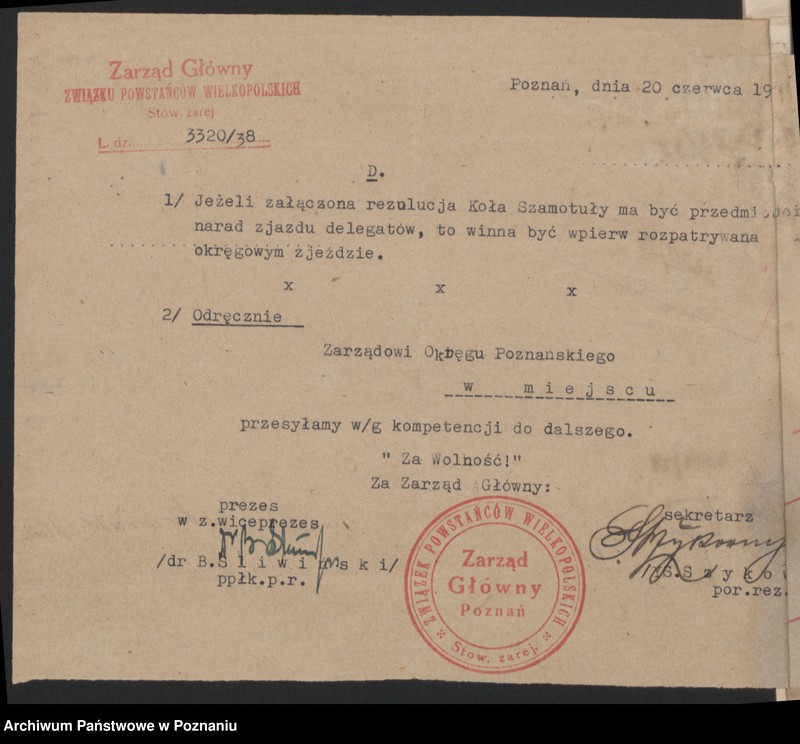 Zarząd Główny
ZWIĄZKU POWSTAŃCÓW WIELKOPOLSKICH
Stow. zarej.
L. dz. 3320/38
Poznań, dnia 20 czerwca 19
D.
1/ Jeżeli załączona rezulucja Koła Szamotuły ma być
narad zjazdu delegatów, to winna być wpierw rozpatrywana
okręgowym zjeździe.
x x x
2/ Odręcznie
Zarządowi Okręgu Poznanskiego
w miejscu
przesyłamy w/g kompetencji do dalszego.
" Za Wolność!"
Za Zarząd Główny:
prezes
w z.wiceprezes
/dr B.Sliwinski/
ppłk.p.r.
ZWIĄZEK POWSTAŃCÓW WIELKOPOLSKICH
Zarząd
Główny
Poznań
Stow. zarej.
sekretarz
por.rez.
Archiwum Państwowe w Poznaniu